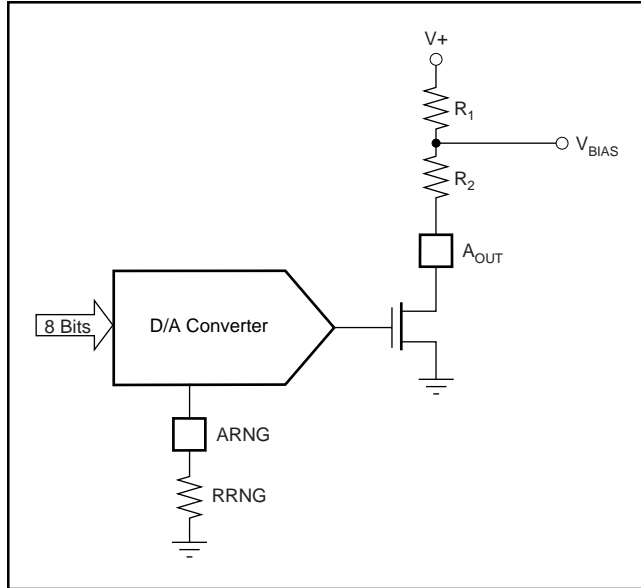 V+
R1
VBIAS
R2
AOUT
8 Bits
D/A Converter
ARNG
RRNG